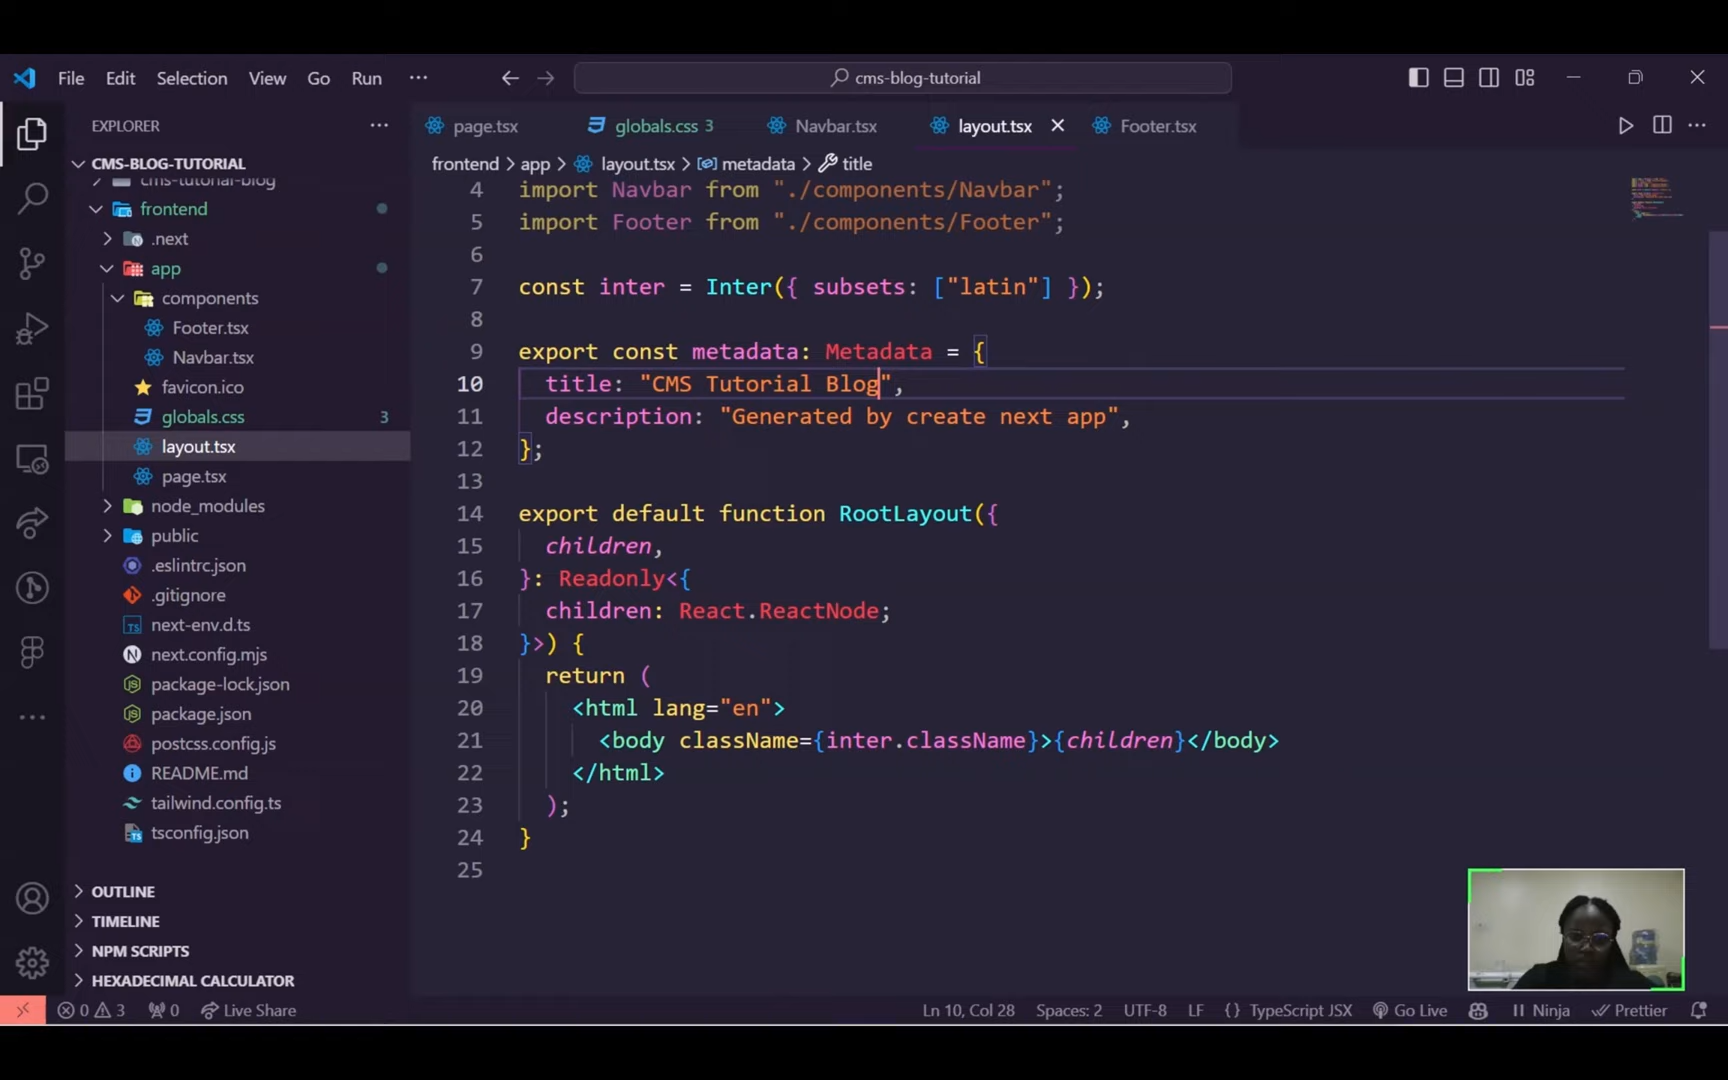 File Edit Selection View Go Run ··· cms-blog-tutorial
EXPLORER ···
CMS-BLOG-TUTORIAL
cms-tutorial-blog
frontend
.next
app
components
Footer.tsx
Navbar.tsx
favicon.ico
globals.css 3
layout.tsx
page.tsx
node_modules
public
.eslintrc.json
.gitignore
next-env.d.ts
next.config.mjs
package-lock.json
package.json
postcss.config.js
README.md
tailwind.config.ts
tsconfig.json
OUTLINE
TIMELINE
NPM SCRIPTS
HEXADECIMAL CALCULATOR
page.tsx globals.css 3 Navbar.tsx layout.tsx Footer.tsx
frontend > app > layout.tsx > metadata > title
4 import Navbar from "./components/Navbar";
5 import Footer from "./components/Footer";
6
7 const inter = Inter({ subsets: ["latin"] });
8
9 export const metadata: Metadata = {
10 title: "CMS Tutorial Blog",
11 description: "Generated by create next app",
12 };
13
14 export default function RootLayout({
15 children,
16 }: Readonly<{
17 children: React.ReactNode;
18 }>) {
19 return (
20 <html lang="en">
21 <body className={inter.className}>{children}</body>
22 </html>
23 );
24 }
25
0 3 0 Live Share Ln 10, Col 28 Spaces: 2 UTF-8 LF {} TypeScript JSX Go Live Ninja Prettier